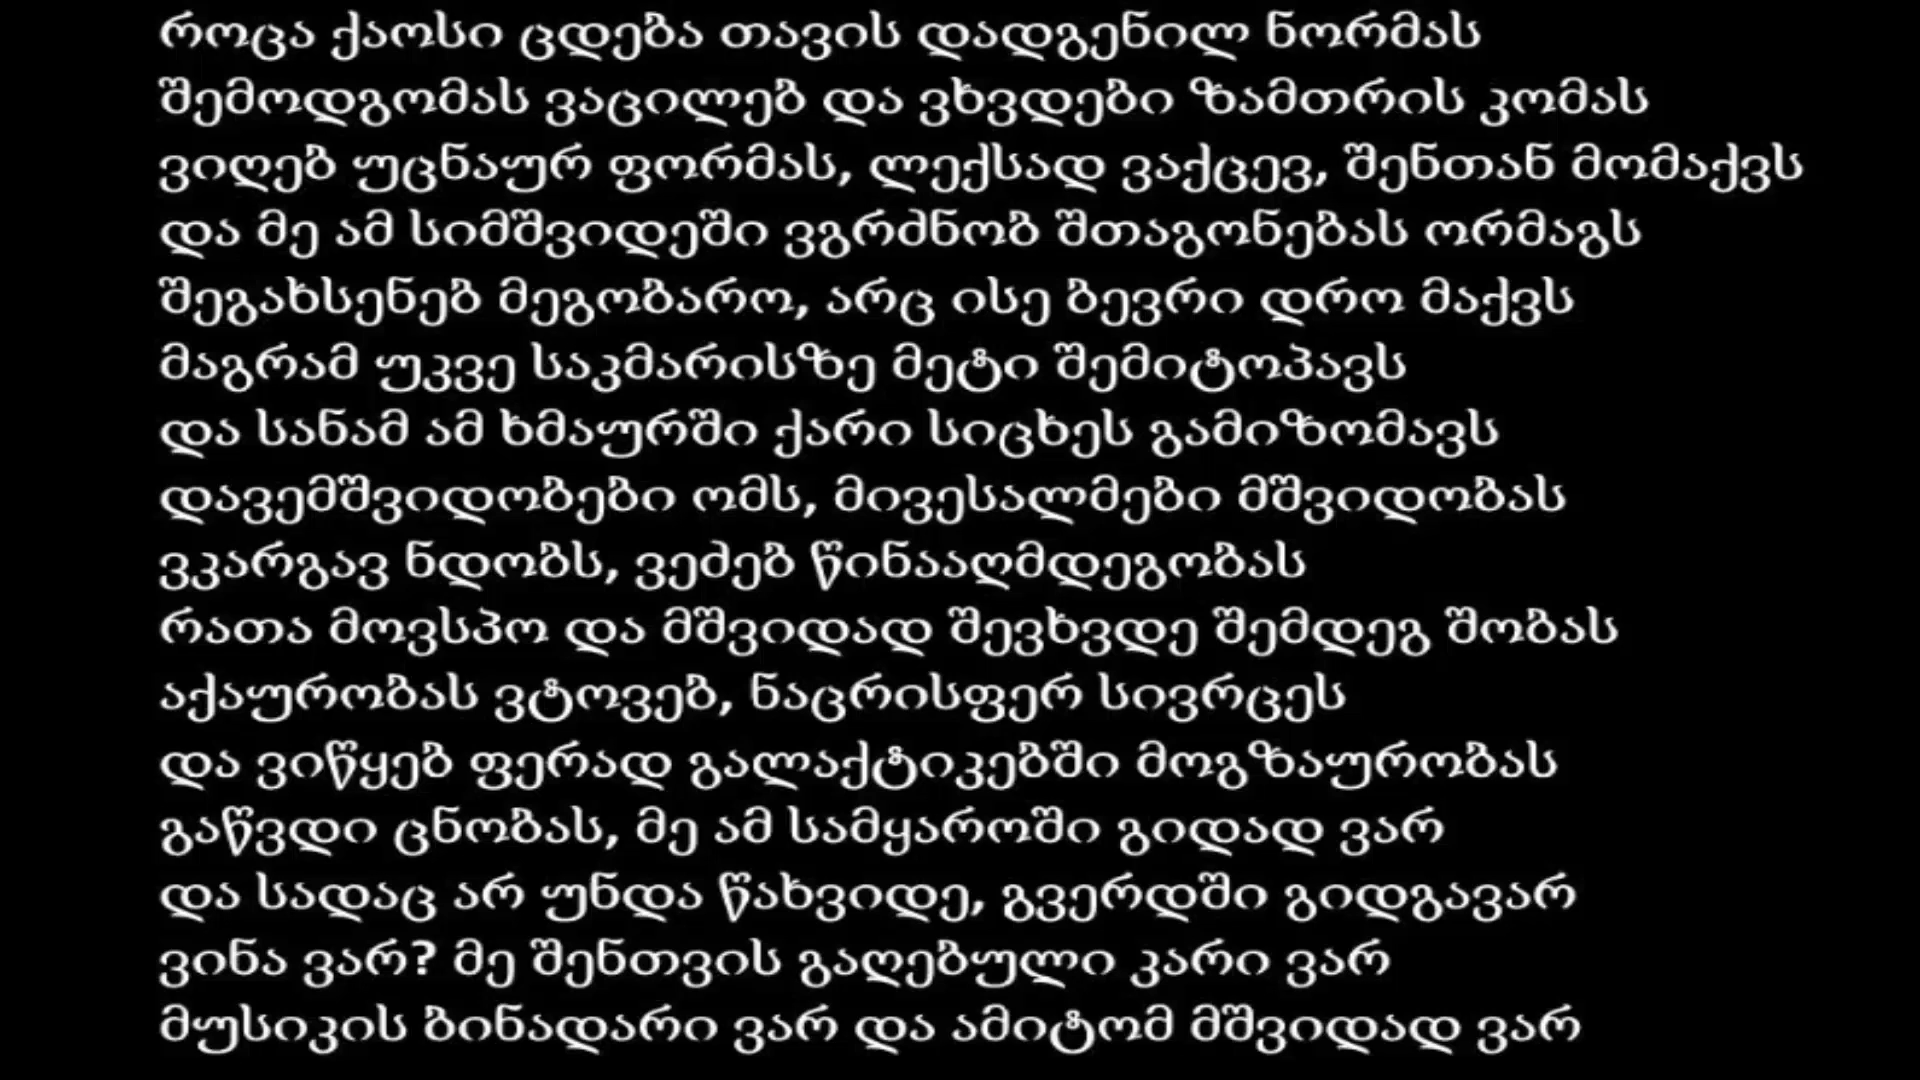 როცა ქაოსი ცდება თავის დადგენილ ნორმას
შემოდგომას ვაცილებ და ვხვდები ზამთრის კომას
ვიღებ უცნაურ ფორმას, ლექსად ვაქცევ, შენთან მომაქვს
და მე ამ სიმშვიდეში ვგრძნობ შთაგონებას ორმაგს
შეგახსენებ მეგობარო, არც ისე ბევრი დრო მაქვს
მაგრამ უკვე საკმარისზე მეტი შემიტოპავს
და სანამ ამ ხმაურში ქარი სიცხეს გამიზომავს
დავემშვიდობები ომს, მივესალმები მშვიდობას
ვკარგავ ნდობს, ვეძებ წინააღმდეგობას
რათა მოვსპო და მშვიდად შევხვდე შემდეგ შობას
აქაურობას ვტოვებ, ნაცრისფერ სივრცეს
და ვიწყებ ფერად გალაქტიკებში მოგზაურობას
გაწვდი ცნობას, მე ამ სამყაროში გიდად ვარ
და სადაც არ უნდა წახვიდე, გვერდში გიდგავარ
ვინა ვარ? მე შენთვის გაღებული კარი ვარ
მუსიკის ბინადარი ვარ და ამიტომ მშვიდად ვარ